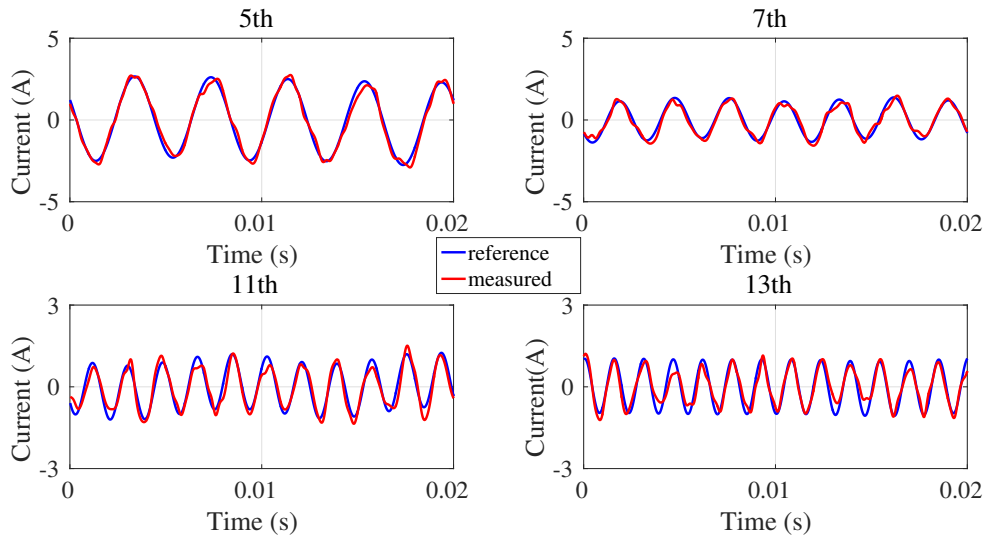 5th
5
0
-5
Current (A)
0
0.01
0.02
Time (s)
7th
5
0
-5
Current (A)
0
0.01
0.02
Time (s)
reference
measured
11th
3
0
-3
Current (A)
0
0.01
0.02
Time (s)
13th
3
0
-3
Current(A)
0
0.01
0.02
Time (s)